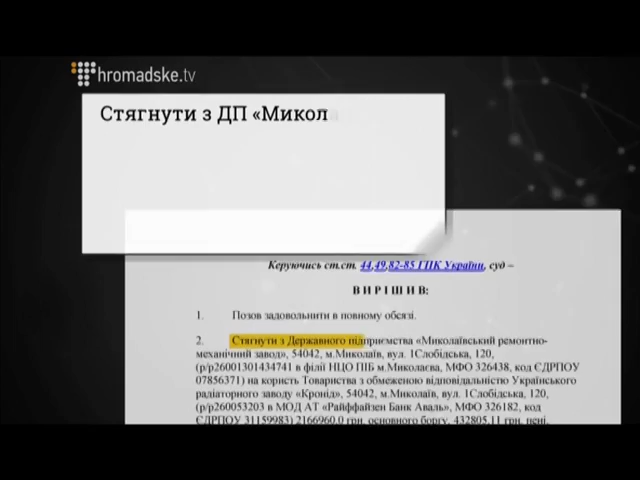 hromadske.tv
Стягнути з ДП «Микола
Керуючись ст.ст. 44,49,82-85 ГПК України, суд –
В И Р І Ш И В:
1. Позов задовольнити в повному обсязі.
2. Стягнути з Державного підприємства «Миколаївський ремонтно-
механічний завод», 54042, м.Миколаїв, вул. 1Слобідська, 120,
(р/р26001301434741 в філії НЦО ПІБ м.Миколаєва, МФО 326438, код ЄДРПОУ
07856371) на користь Товариства з обмеженою відповідальністю Українського
радіаторного заводу «Кронід», 54042, м.Миколаїв, вул. 1Слобідська, 120,
(р/р260053203 в МОД АТ «Райффайзен Банк Аваль», МФО 326182, код
ЄДРПОУ 31159983) 2166960,0 грн. основного боргу, 432805,11 грн. пені,